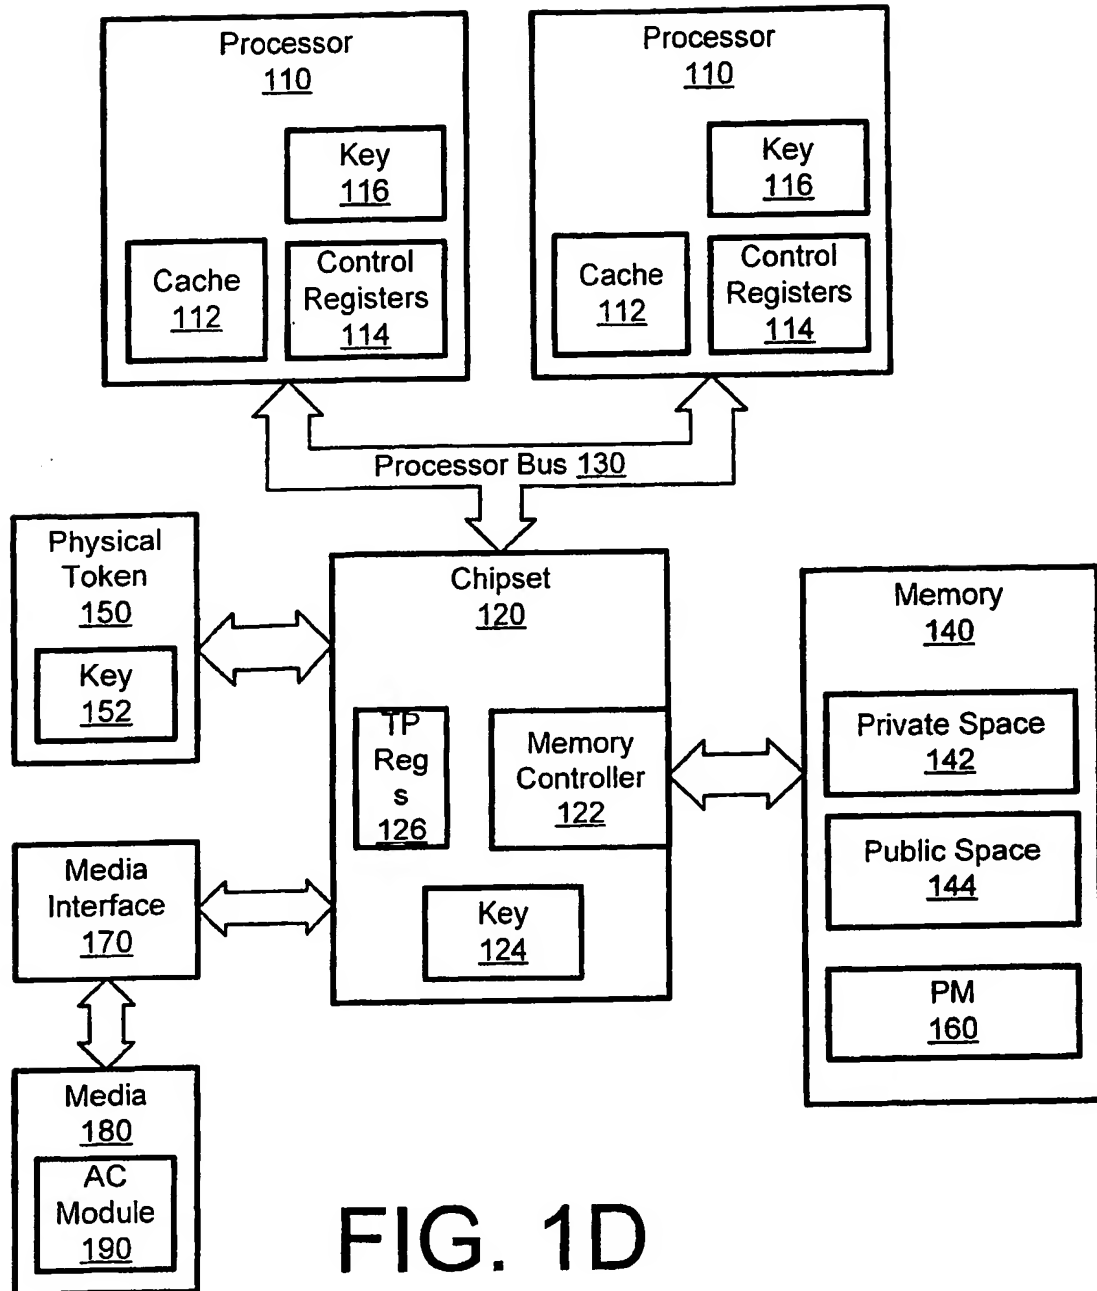 Processor
110
Key
116
Cache
112
Control
Registers
114
Processor
110
Key
116
Cache
112
Control
Registers
114
Processor Bus 130
Physical
Token
150
Key
152
Chipset
120
TP
Reg
s
126
Memory
Controller
122
Key
124
Memory
140
Private Space
142
Public Space
144
PM
160
Media
Interface
170
Media
180
AC
Module
190
FIG. 1D